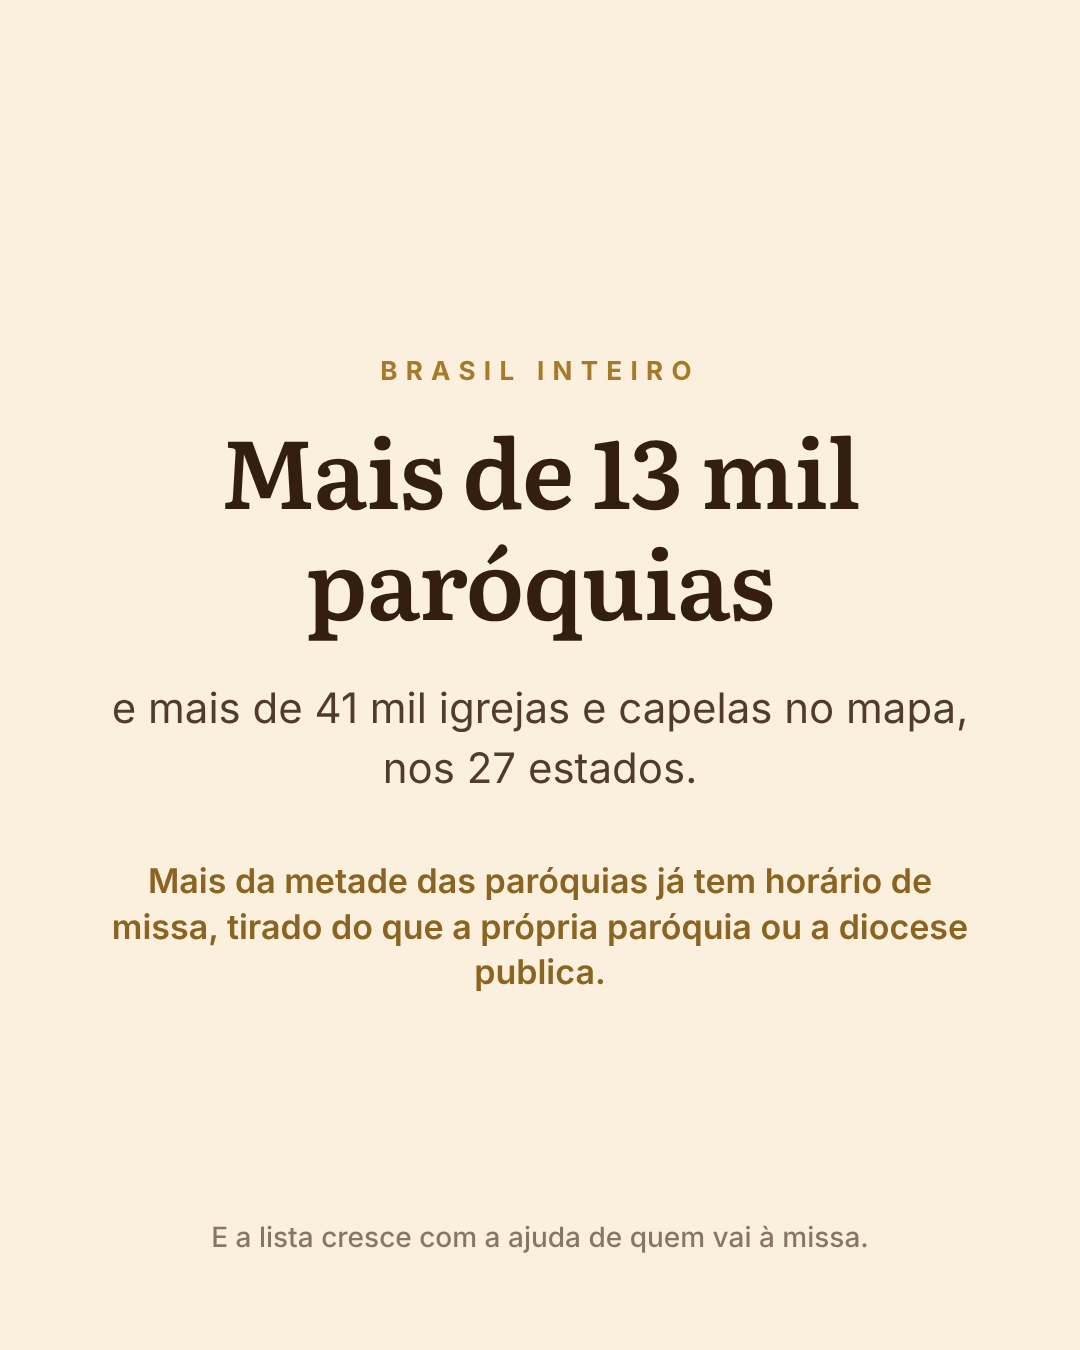 BRASIL INTEIRO
Mais de 13 mil
paróquias
e mais de 41 mil igrejas e capelas no mapa,
nos 27 estados.
Mais da metade das paróquias já tem horário de
missa, tirado do que a própria paróquia ou a diocese
publica.
E a lista cresce com a ajuda de quem vai à missa.